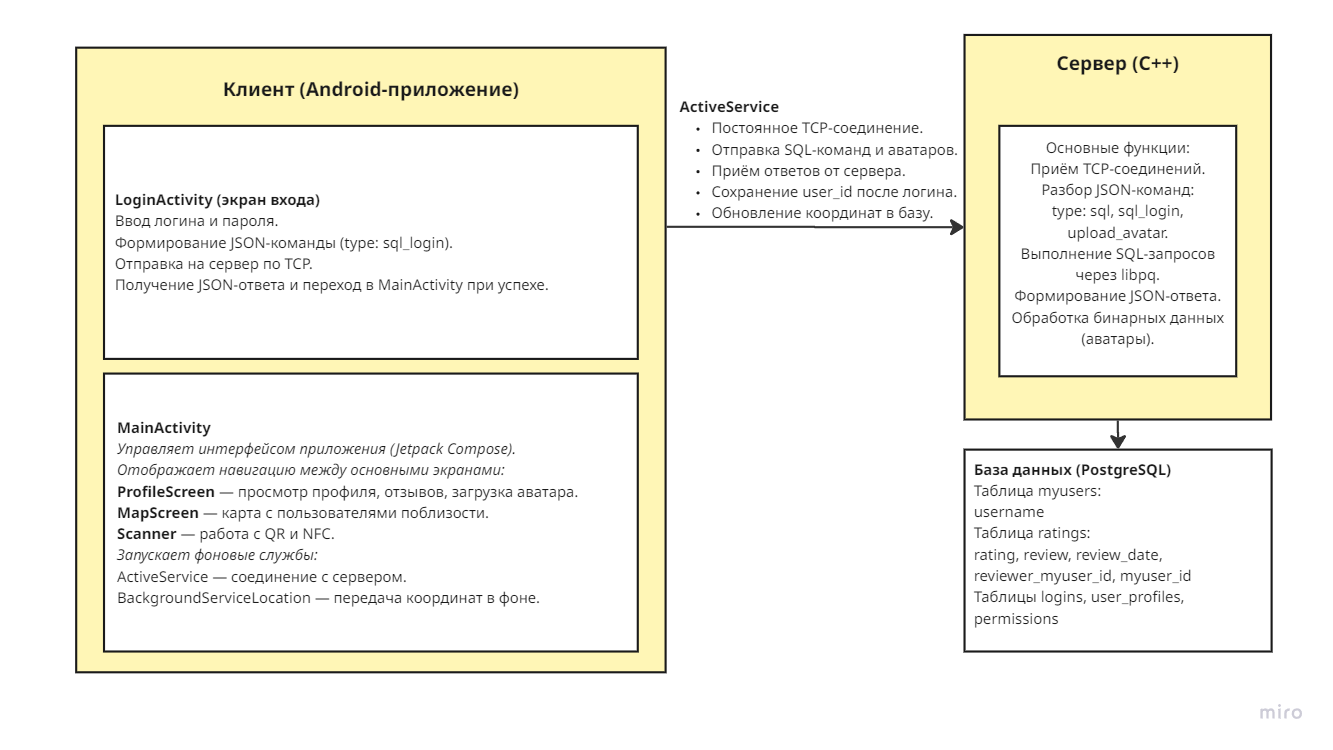 Клиент (Android-приложение)
LoginActivity (экран входа)
Ввод логина и пароля.
Формирование JSON-команды (type: sql_login).
Отправка на сервер по TCP.
Получение JSON-ответа и переход в MainActivity при успехе.
MainActivity
Управляет интерфейсом приложения (Jetpack Compose).
Отображает навигацию между основными экранами:
ProfileScreen — просмотр профиля, отзывов, загрузка аватара.
MapScreen — карта с пользователями поблизости.
Scanner — работа с QR и NFC.
Запускает фоновые службы:
ActiveService — соединение с сервером.
BackgroundServiceLocation — передача координат в фоне.
ActiveService
• Постоянное TCP-соединение.
• Отправка SQL-команд и аватаров.
• Приём ответов от сервера.
• Сохранение user_id после логина.
• Обновление координат в базу.
Сервер (C++)
Основные функции:
Приём TCP-соединений.
Разбор JSON-команд:
type: sql, sql_login,
upload_avatar.
Выполнение SQL-запросов
через libpq.
Формирование JSON-ответа.
Обработка бинарных данных
(аватары).
База данных (PostgreSQL)
Таблица myusers:
username
Таблица ratings:
rating, review, review_date,
reviewer_myuser_id, myuser_id
Таблицы logins, user_profiles,
permissions
miro